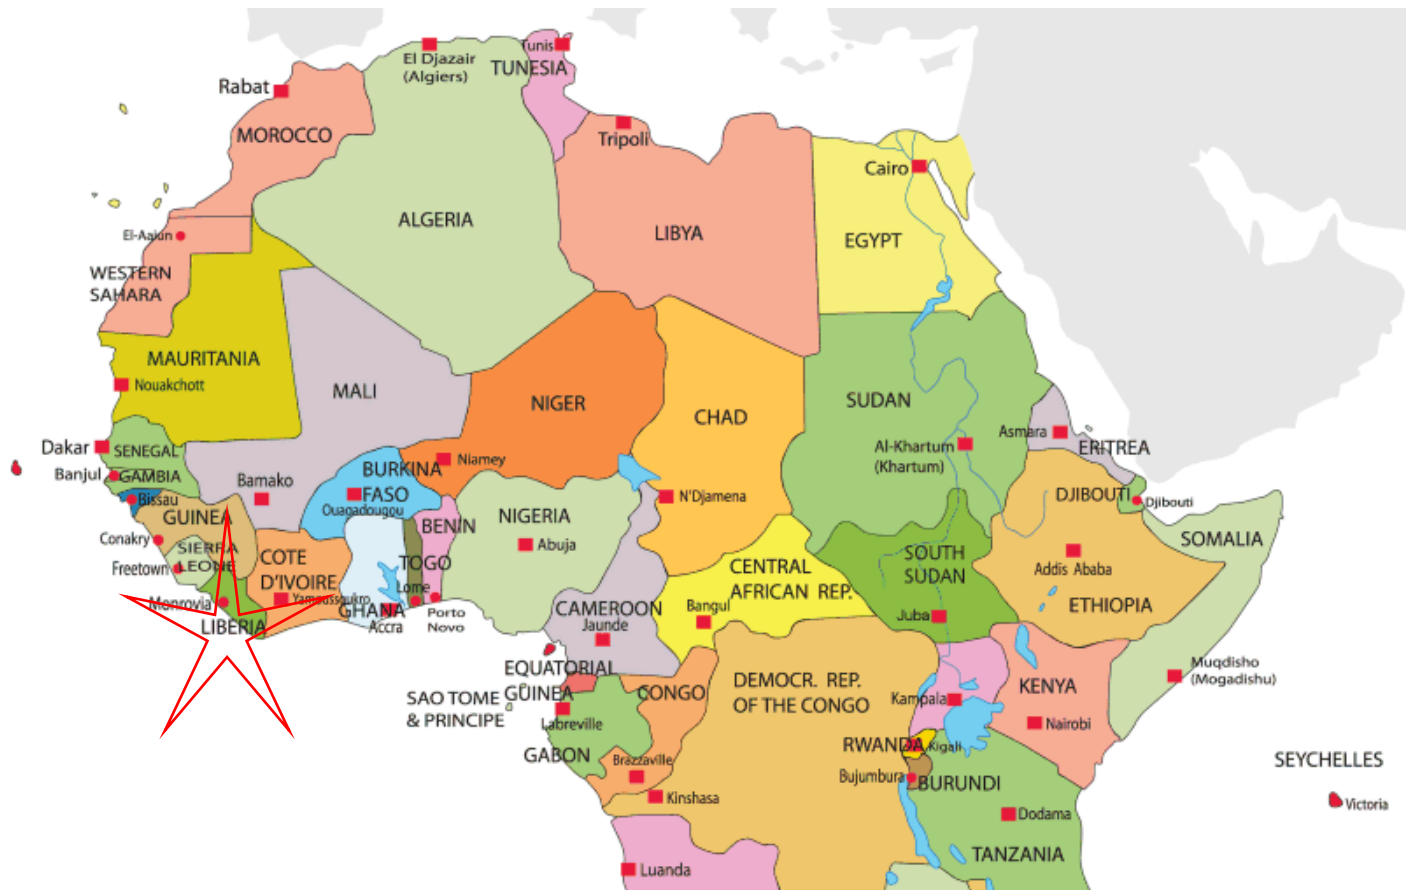 El Djazair
(Algiers)
Tunis
TUNISIA
Rabat
MOROCCO
Tripoli
Cairo
ALGERIA
LIBYA
EGYPT
El-Aaiun
WESTERN
SAHARA
MAURITANIA
Nouakchott
MALI
NIGER
CHAD
SUDAN
Al-Khartum
(Khartum)
Asmara
ERITREA
Dakar
SENEGAL
Banjul
GAMBIA
Bissau
Bamako
BURKINA
FASO
Ouagadougou
Niamey
N'Djamena
DJIBOUTI
Djibouti
GUINEA
Conakry
SIERRA
LEONE
Freetown
COTE
D'IVOIRE
Yamoussoukro
BENIN
TOGO
Lome
NIGERIA
Abuja
CENTRAL
AFRICAN REP.
Bangul
SOUTH
SUDAN
Juba
Addis Ababa
ETHIOPIA
SOMALIA
Monrovia
LIBERIA
GHANA
Accra
Porto
Novo
CAMEROON
Jaunde
EQUATORIAL
GUINEA
SAO TOME
& PRINCIPE
Labreville
GABON
CONGO
Brazzaville
Kinshasa
DEMOCR. REP.
OF THE CONGO
Kampala
KENYA
Nairobi
Muqdisho
(Mogadishu)
RWANDA
Kigali
Bujumbura
BURUNDI
Dodama
TANZANIA
SEYCHELLES
Victoria
Luanda